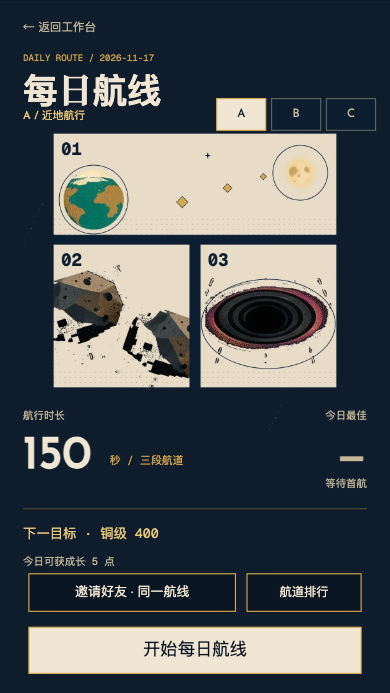 ← 返回工作台
DAILY ROUTE / 2026-11-17
每日航线
A / 近地航行
A B C
01
02 03
航行时长 今日最佳
150 秒 / 三段航道 —
等待首航
下一目标 · 铜级 400
今日可获成长 5 点
邀请好友 · 同一航线 航道排行
开始每日航线